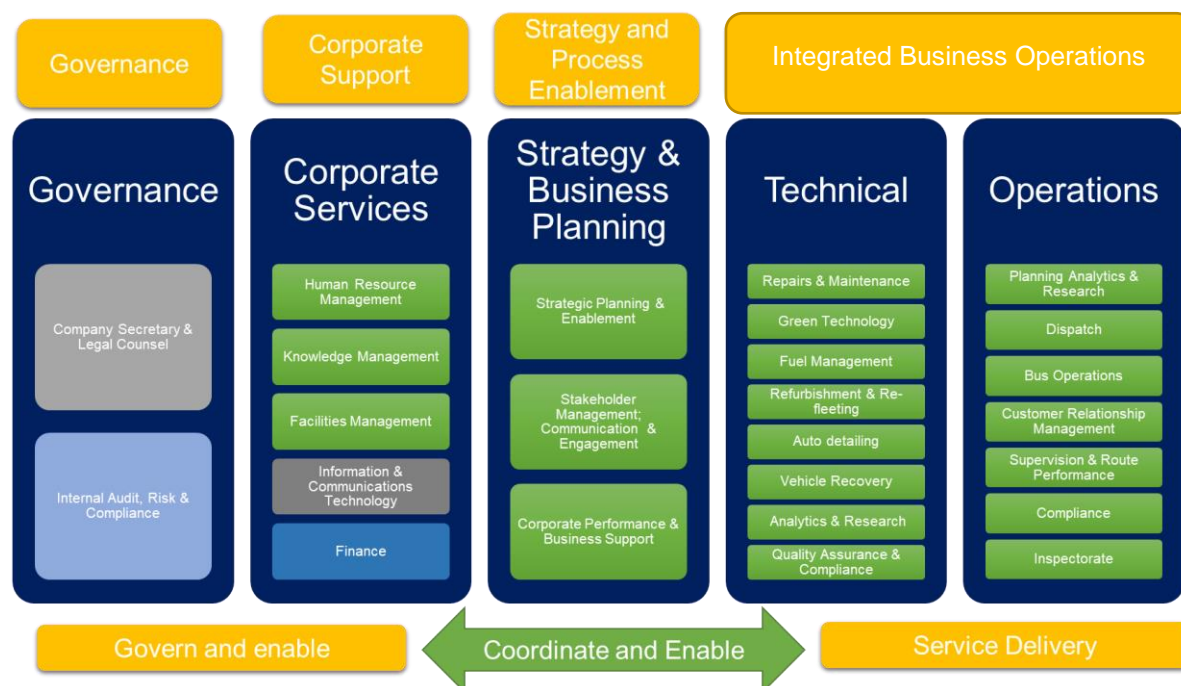 Governance
Corporate
Support
Strategy and
Process
Enablement
Integrated Business Operations
Governance
Company Secretary &
Legal Counsel
Internal Audit, Risk &
Compliance
Corporate
Services
Human Resource
Management
Knowledge Management
Facilities Management
Information &
Communications
Technology
Finance
Strategy &
Business
Planning
Strategic Planning &
Enablement
Stakeholder
Management;
Communication &
Engagement
Corporate Performance &
Business Support
Technical
Repairs & Maintenance
Green Technology
Fuel Management
Refurbishment & Re-
fleeting
Auto detailing
Vehicle Recovery
Analytics & Research
Quality Assurance &
Compliance
Operations
Planning Analytics &
Research
Dispatch
Bus Operations
Customer Relationship
Management
Supervision & Route
Performance
Compliance
Inspectorate
Govern and enable
Coordinate and Enable
Service Delivery